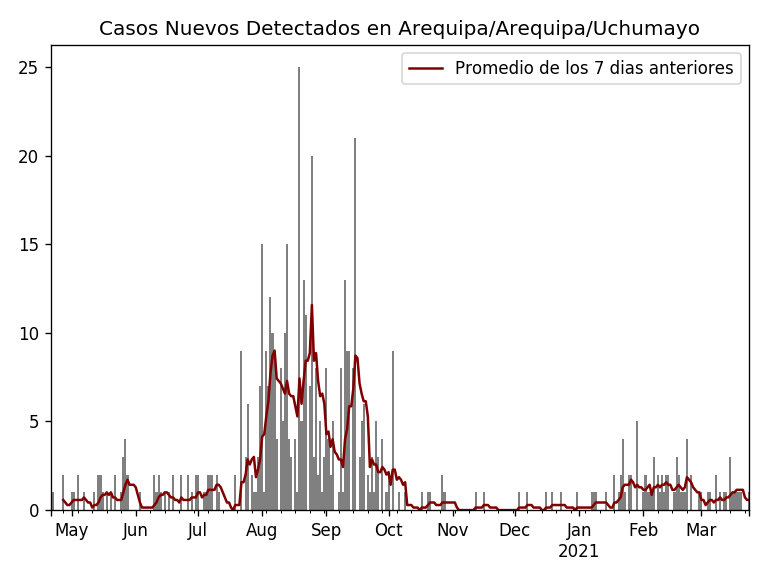 Casos Nuevos Detectados en Arequipa/Arequipa/Uchumayo
Promedio de los 7 dias anteriores
25
20
15
10
5
0
May Jun Jul Aug Sep Oct Nov Dec Jan Feb Mar
2021